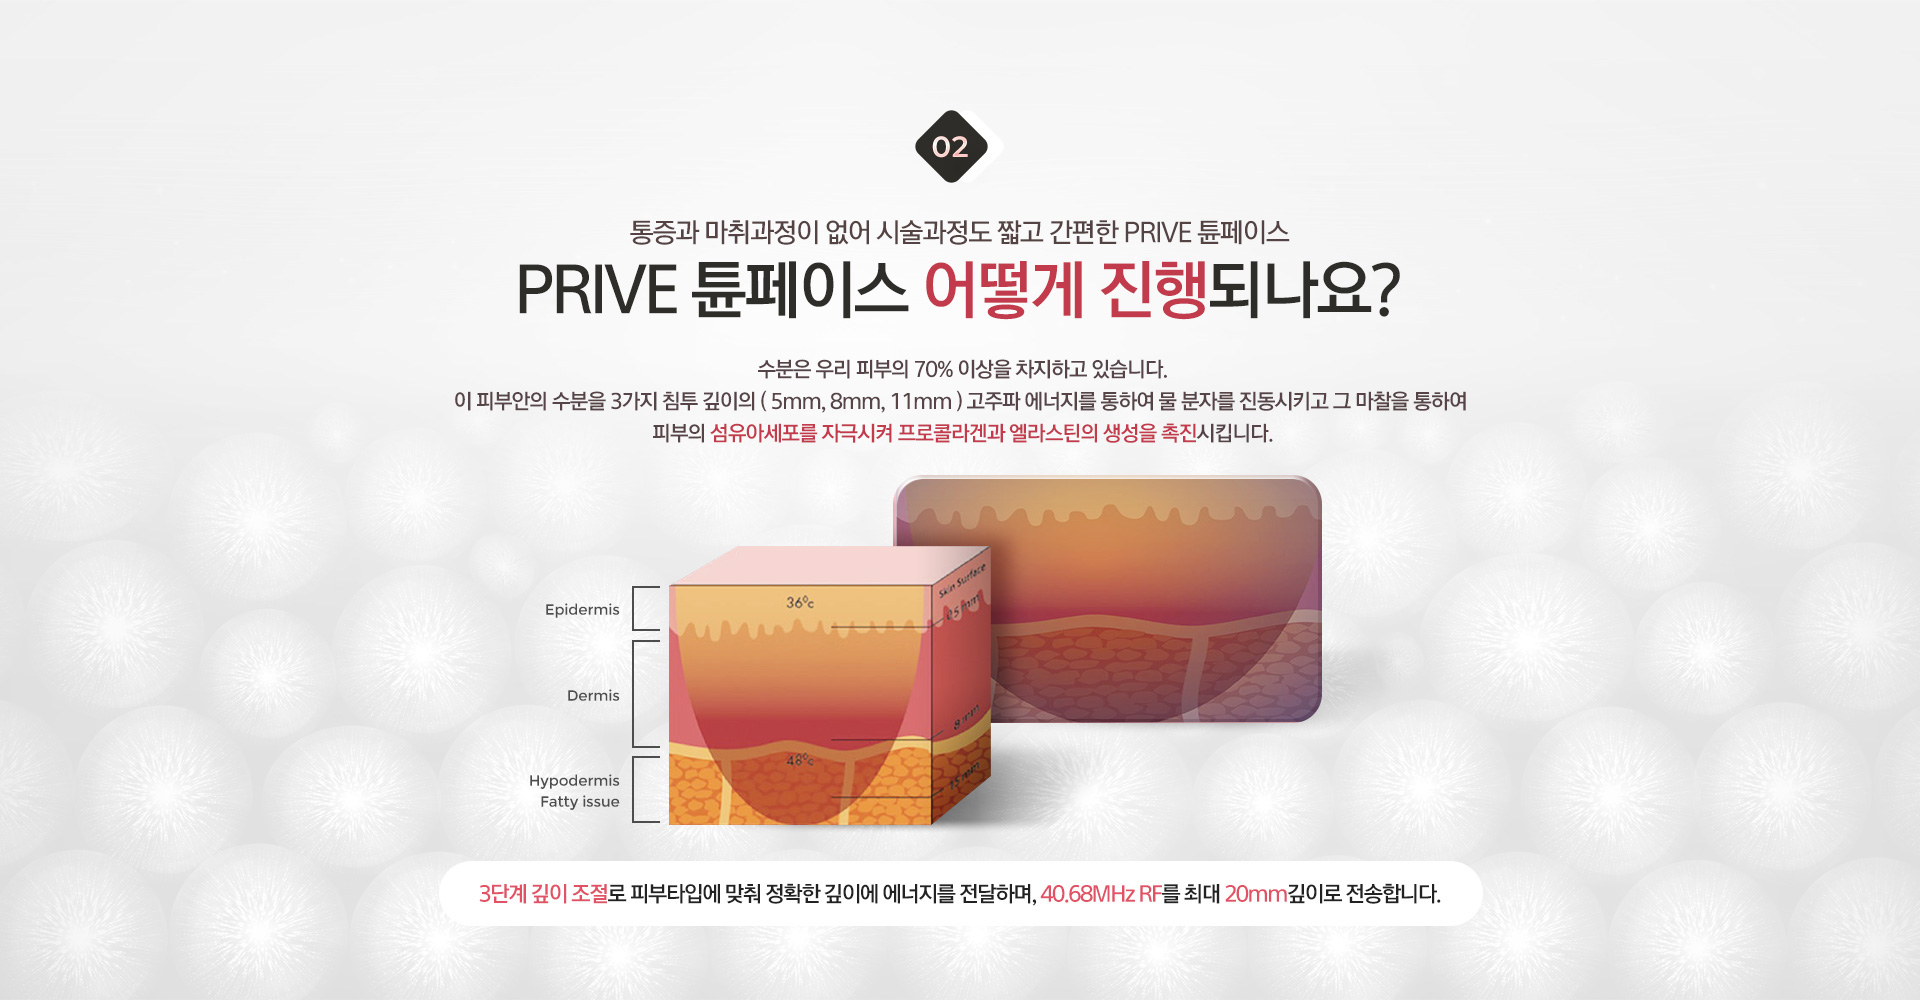 02
통증과 마취과정이 없어 시술과정도 짧고 간편한 PRIVE 튠페이스
PRIVE 튠페이스 어떻게 진행되나요?
수분은 우리 피부의 70% 이상을 차지하고 있습니다.
이 피부안의 수분을 3가지 침투 깊이의 ( 5mm, 8mm, 11mm ) 고주파 에너지를 통하여 물 분자를 진동시키고 그 마찰을 통하여
피부의 섬유아세포를 자극시켜 프로콜라겐과 엘라스틴의 생성을 촉진시킵니다.
Skin Surface
36⁰c
Epidermis
Dermis
8 mm
48⁰c
15 mm
Hypodermis
Fatty issue
3단계 깊이 조절로 피부타입에 맞춰 정확한 깊이에 에너지를 전달하며, 40.68MHz RF를 최대 20mm깊이로 전송합니다.